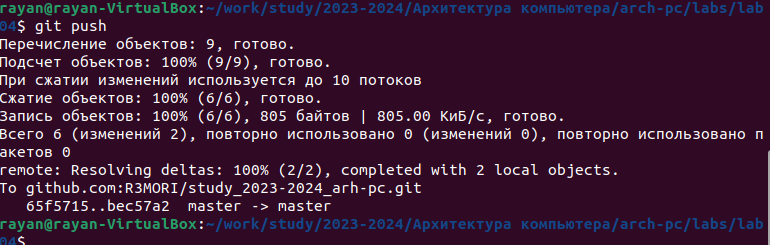 rayan@rayan-VirtualBox:~/work/study/2023-2024/Архитектура компьютера/arch-pc/labs/lab
04$ git push
Перечисление объектов: 9, готово.
Подсчет объектов: 100% (9/9), готово.
При сжатии изменений используется до 10 потоков
Сжатие объектов: 100% (6/6), готово.
Запись объектов: 100% (6/6), 805 байтов | 805.00 КиБ/с, готово.
Всего 6 (изменений 2), повторно использовано 0 (изменений 0), повторно использовано п
акетов 0
remote: Resolving deltas: 100% (2/2), completed with 2 local objects.
To github.com:R3MORI/study_2023-2024_arh-pc.git
   65f5715..bec57a2  master -> master
rayan@rayan-VirtualBox:~/work/study/2023-2024/Архитектура компьютера/arch-pc/labs/lab
04$